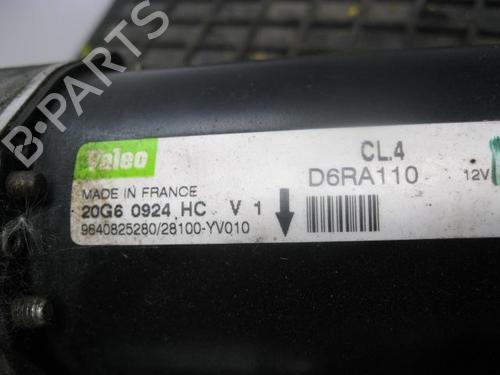 B-PARTS
Valeo
CL.4
MADE IN FRANCE
D6RA110
12V
20G6 0924 HC V 1
9640825280/28100-YV010